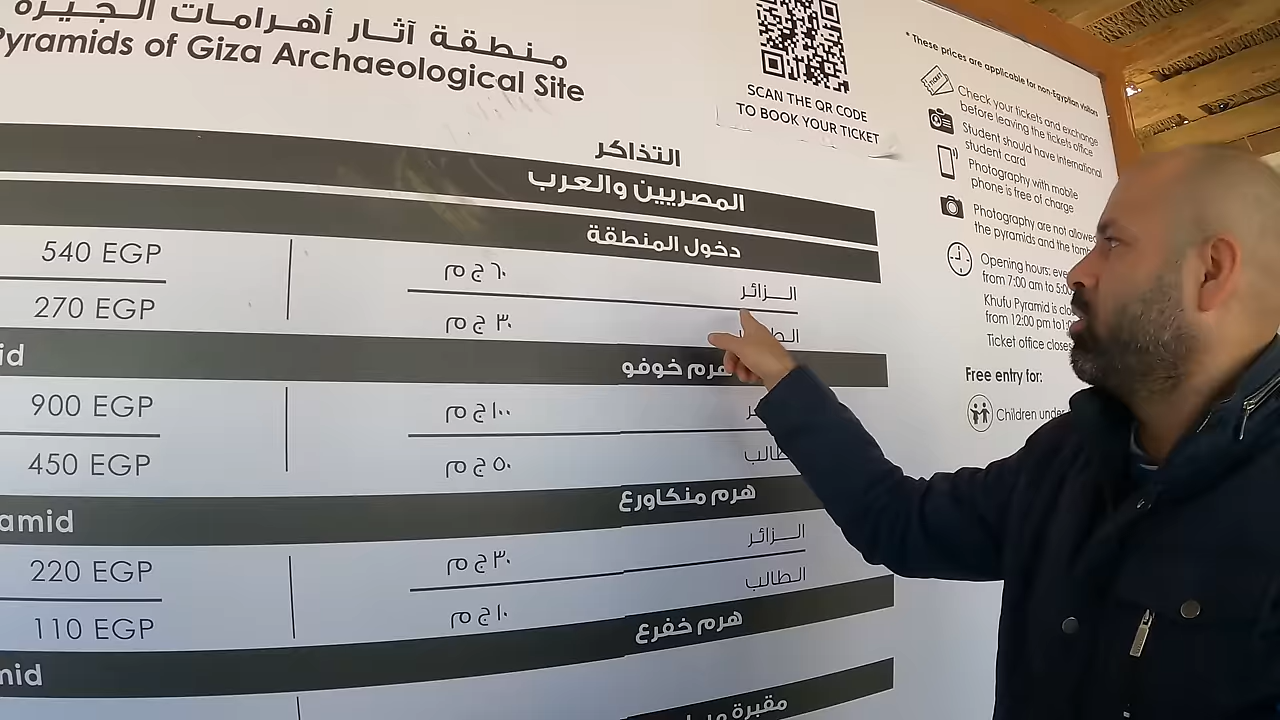 منطقة آثار أهرامات الجيزة
Pyramids of Giza Archaeological Site
SCAN THE QR CODE
TO BOOK YOUR TICKET
التذاكر
المصريين والعرب
دخول المنطقة
540 EGP
٦٠ ج م
الزائر
270 EGP
٣٠ ج م
id
هرم خوفو
900 EGP
١٠٠ ج م
450 EGP
٥٠ ج م
طالب
amid
هرم منكاورع
220 EGP
٣٠ ج م
الزائر
110 EGP
١٠ ج م
الطالب
mid
هرم خفرع
مقبرة
* These prices are applicable for non-Egyptian visitors
TICKET
Check your tickets and exchange
before leaving the tickets office
Student should have international
student card
Photography with mobile
phone is free of charge
Photography are not allowed
the pyramids and the tomb
Opening hours: eve
from 7:00 am to 5:00
Khufu Pyramid is clo
from 12:00 pm to 1:
Ticket office closes
Free entry for:
Children under